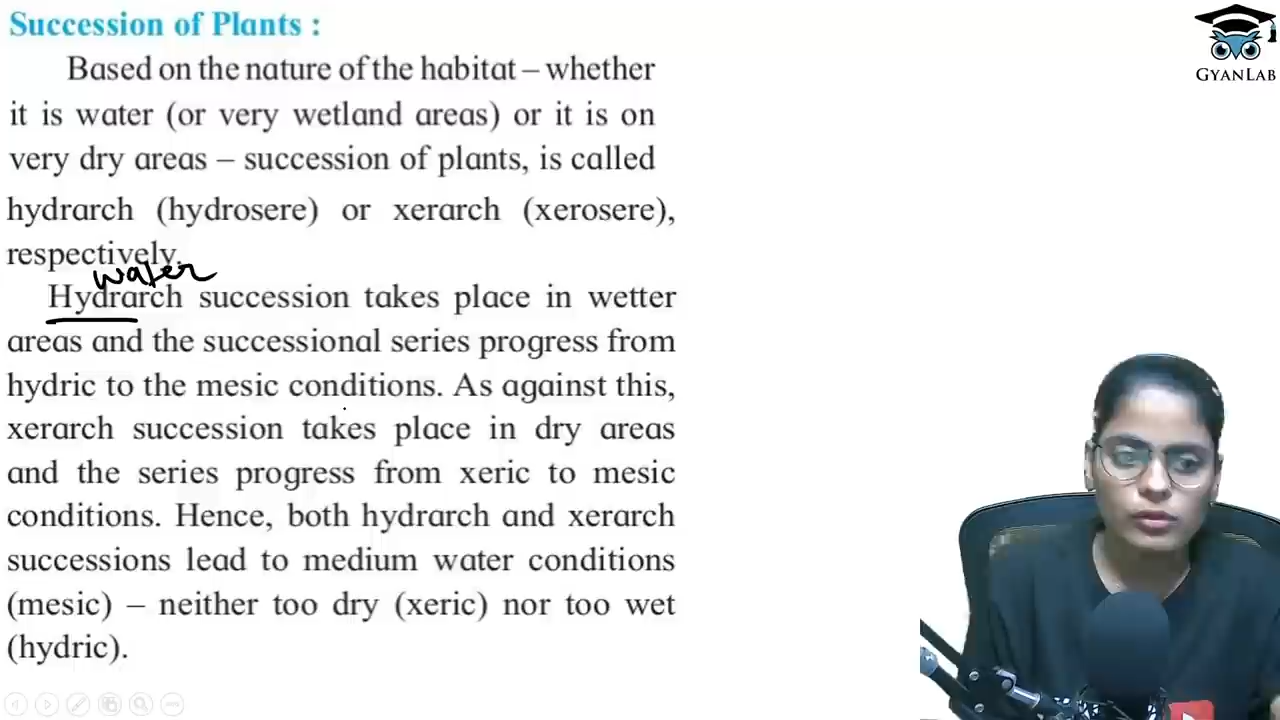 Succession of Plants :
GYANLAB
Based on the nature of the habitat – whether
it is water (or very wetland areas) or it is on
very dry areas – succession of plants, is called
hydrarch (hydrosere) or xerarch (xerosere),
respectively.
water
Hydrarch succession takes place in wetter
areas and the successional series progress from
hydric to the mesic conditions. As against this,
xerarch succession takes place in dry areas
and the series progress from xeric to mesic
conditions. Hence, both hydrarch and xerarch
successions lead to medium water conditions
(mesic) – neither too dry (xeric) nor too wet
(hydric).